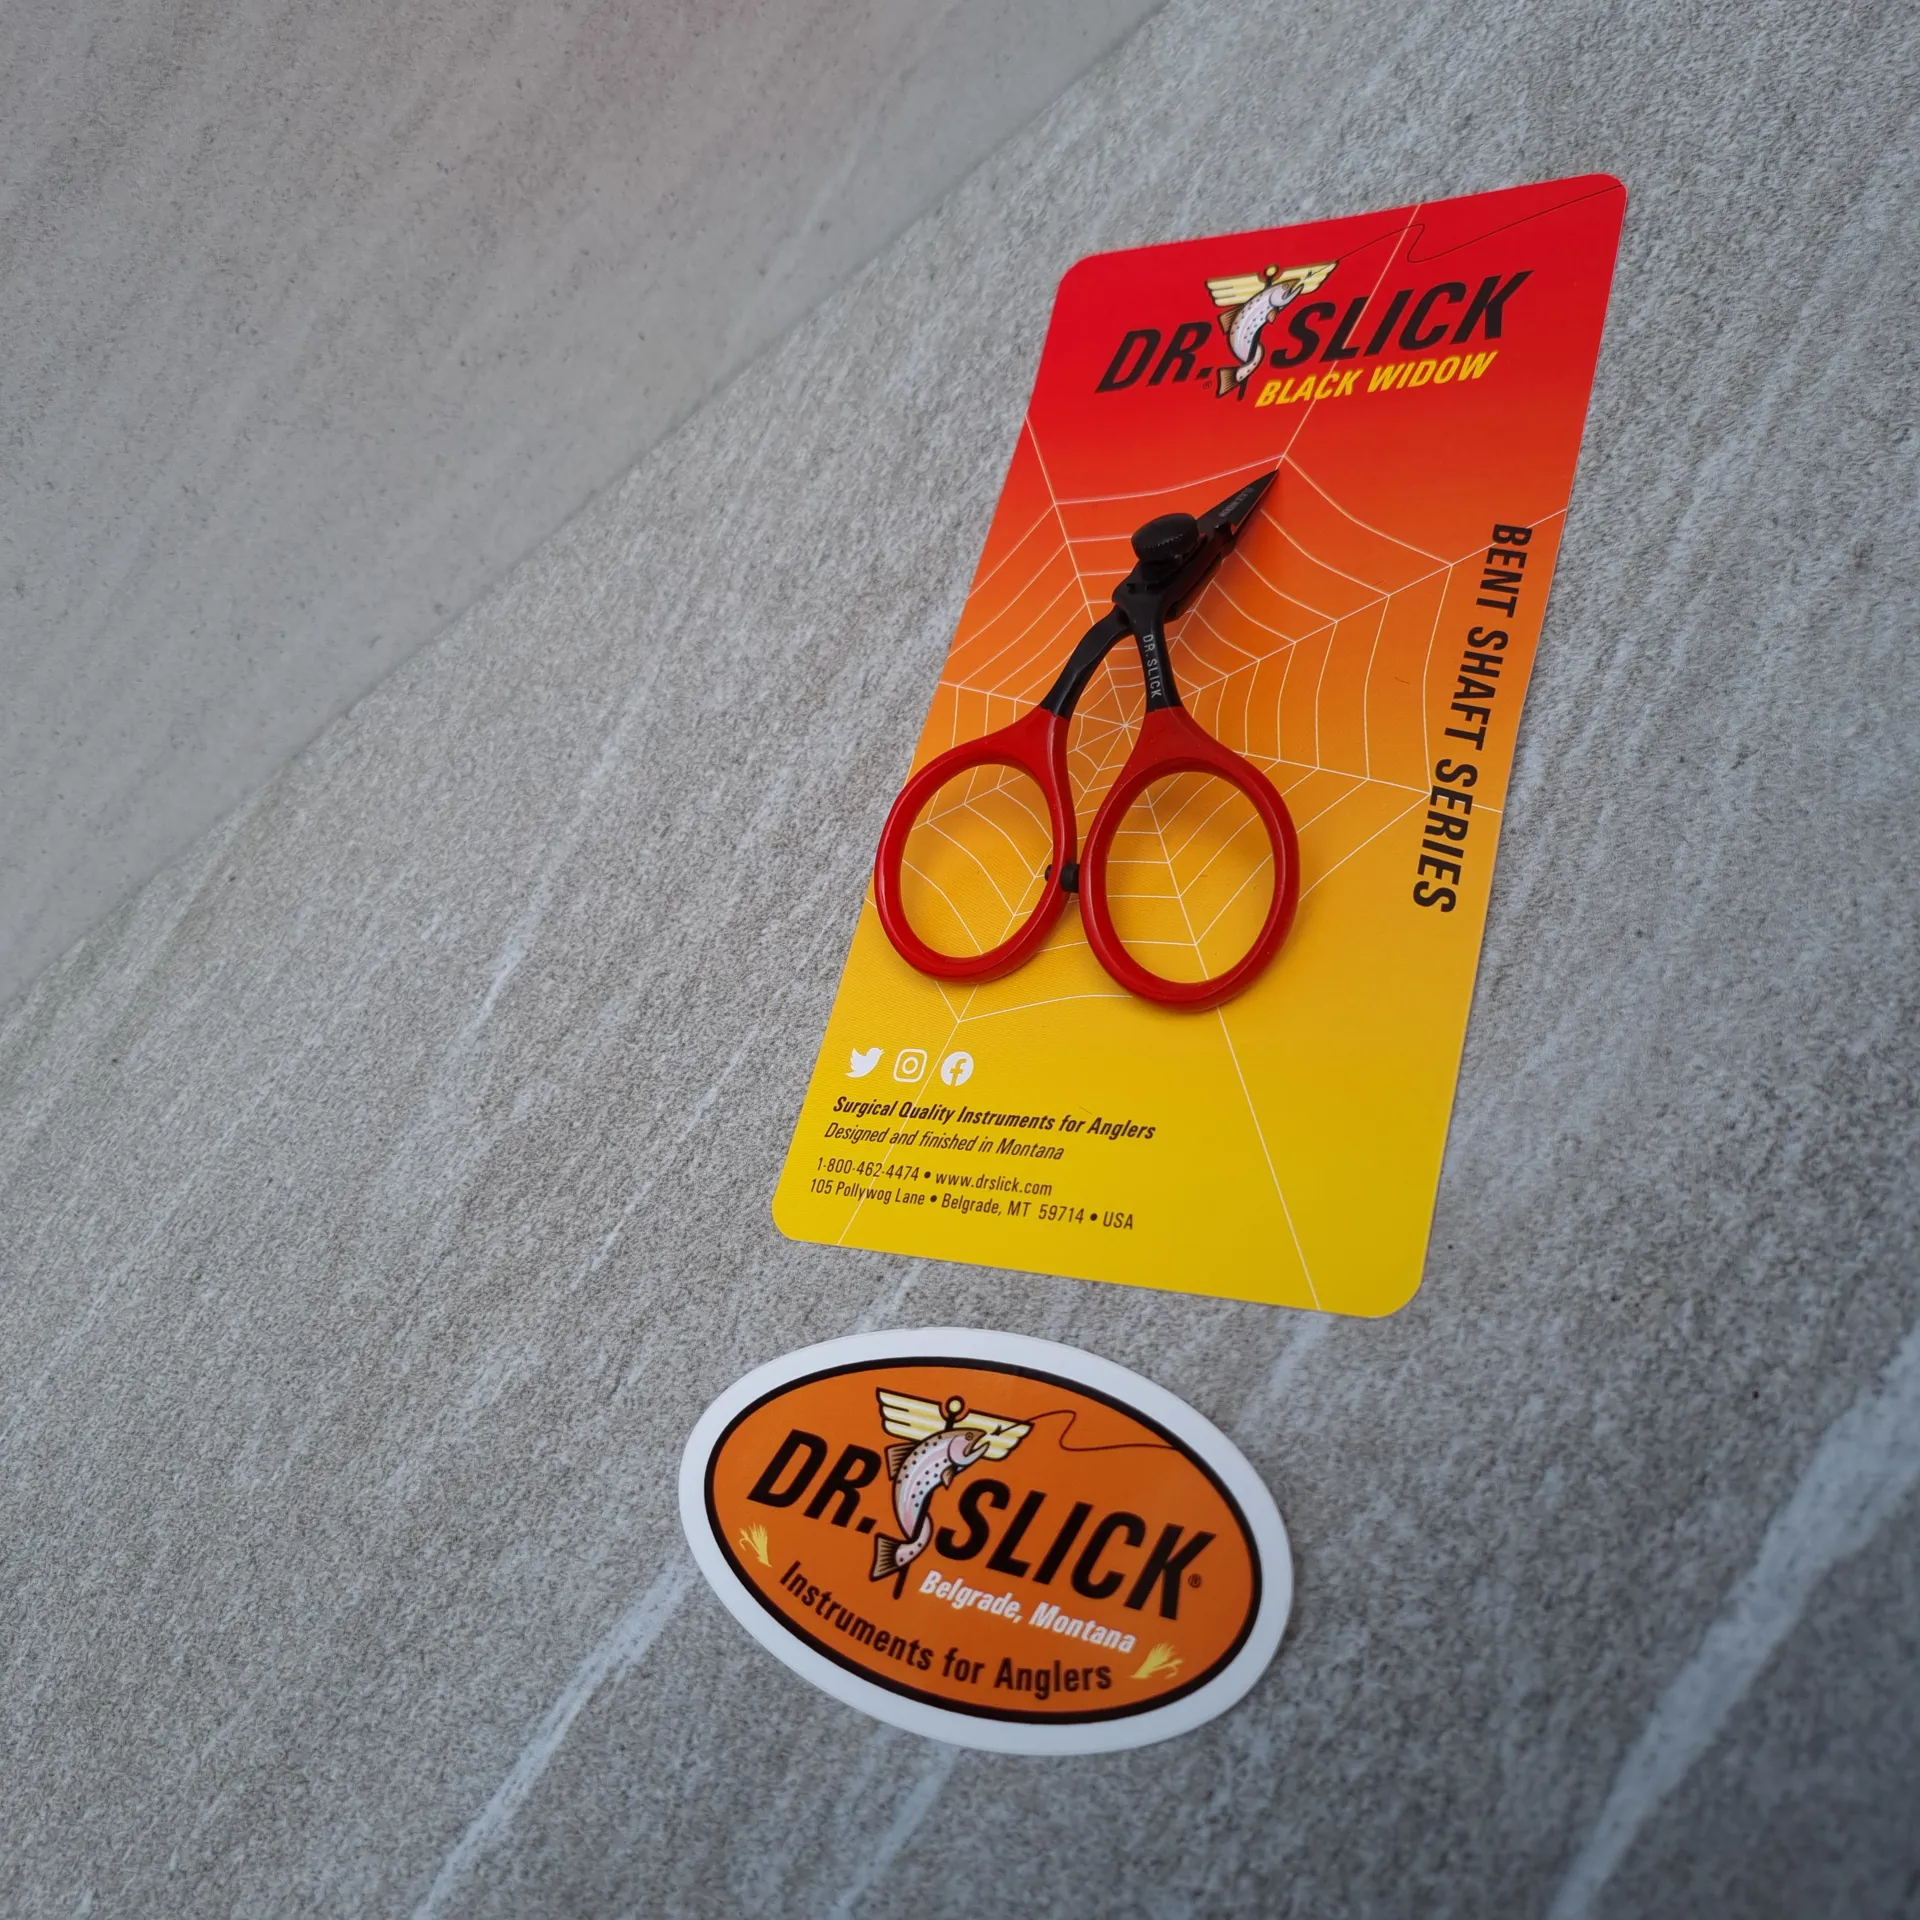 DR. SLICK
®
BLACK WIDOW
BENT SHAFT SERIES
DR. SLICK
Surgical Quality Instruments for Anglers
Designed and finished in Montana
1-800-462-4474 • www.drslick.com
105 Pollywog Lane • Belgrade, MT 59714 • USA
DR. SLICK®
Belgrade, Montana
Instruments for Anglers